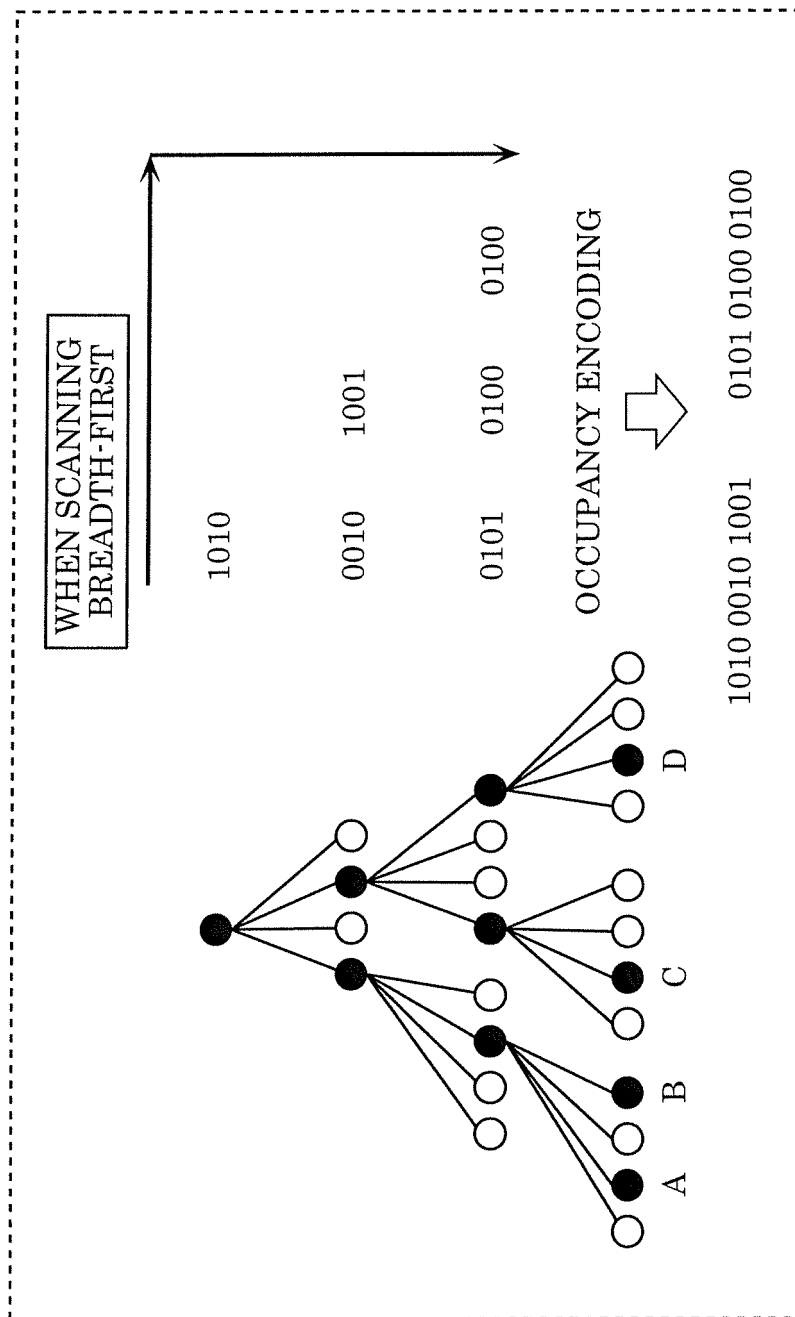 WHEN SCANNING
BREADTH-FIRST
1010
0010 1001
0101 0100 0100
OCCUPANCY ENCODING
A B C D
1010 0010 1001 0101 0100 0100